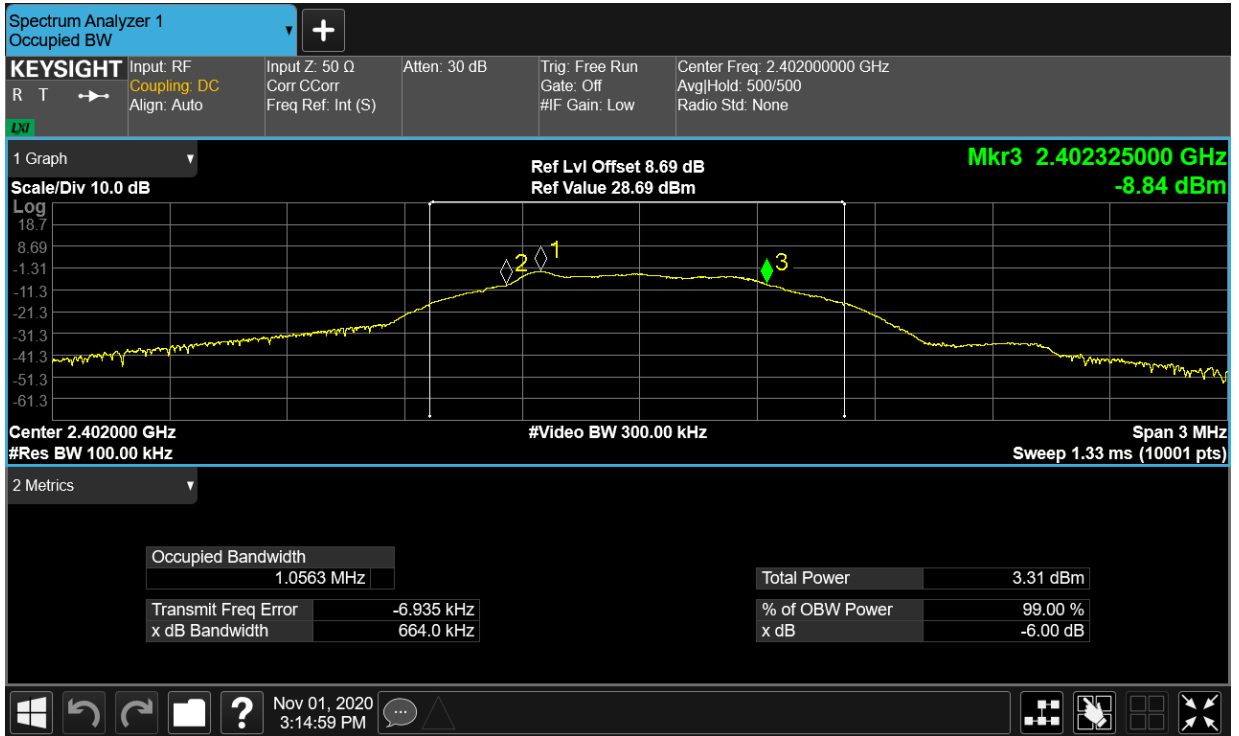 Spectrum Analyzer 1
Occupied BW
KEYSIGHT
R T
LXI
Input: RF
Coupling: DC
Align: Auto
Input Z: 50 Ω
Corr CCorr
Freq Ref: Int (S)
Atten: 30 dB
Trig: Free Run
Gate: Off
#IF Gain: Low
Center Freq: 2.402000000 GHz
Avg|Hold: 500/500
Radio Std: None
1 Graph
Scale/Div 10.0 dB
Ref Lvl Offset 8.69 dB
Ref Value 28.69 dBm
Mkr3 2.402325000 GHz
-8.84 dBm
Log
18.7
8.69
-1.31
-11.3
-21.3
-31.3
-41.3
-51.3
-61.3
2
1
3
Center 2.402000 GHz
#Res BW 100.00 kHz
#Video BW 300.00 kHz
Span 3 MHz
Sweep 1.33 ms (10001 pts)
2 Metrics
Occupied Bandwidth
1.0563 MHz
Transmit Freq Error -6.935 kHz
x dB Bandwidth 664.0 kHz
Total Power 3.31 dBm
% of OBW Power 99.00 %
x dB -6.00 dB
?
Nov 01, 2020
3:14:59 PM